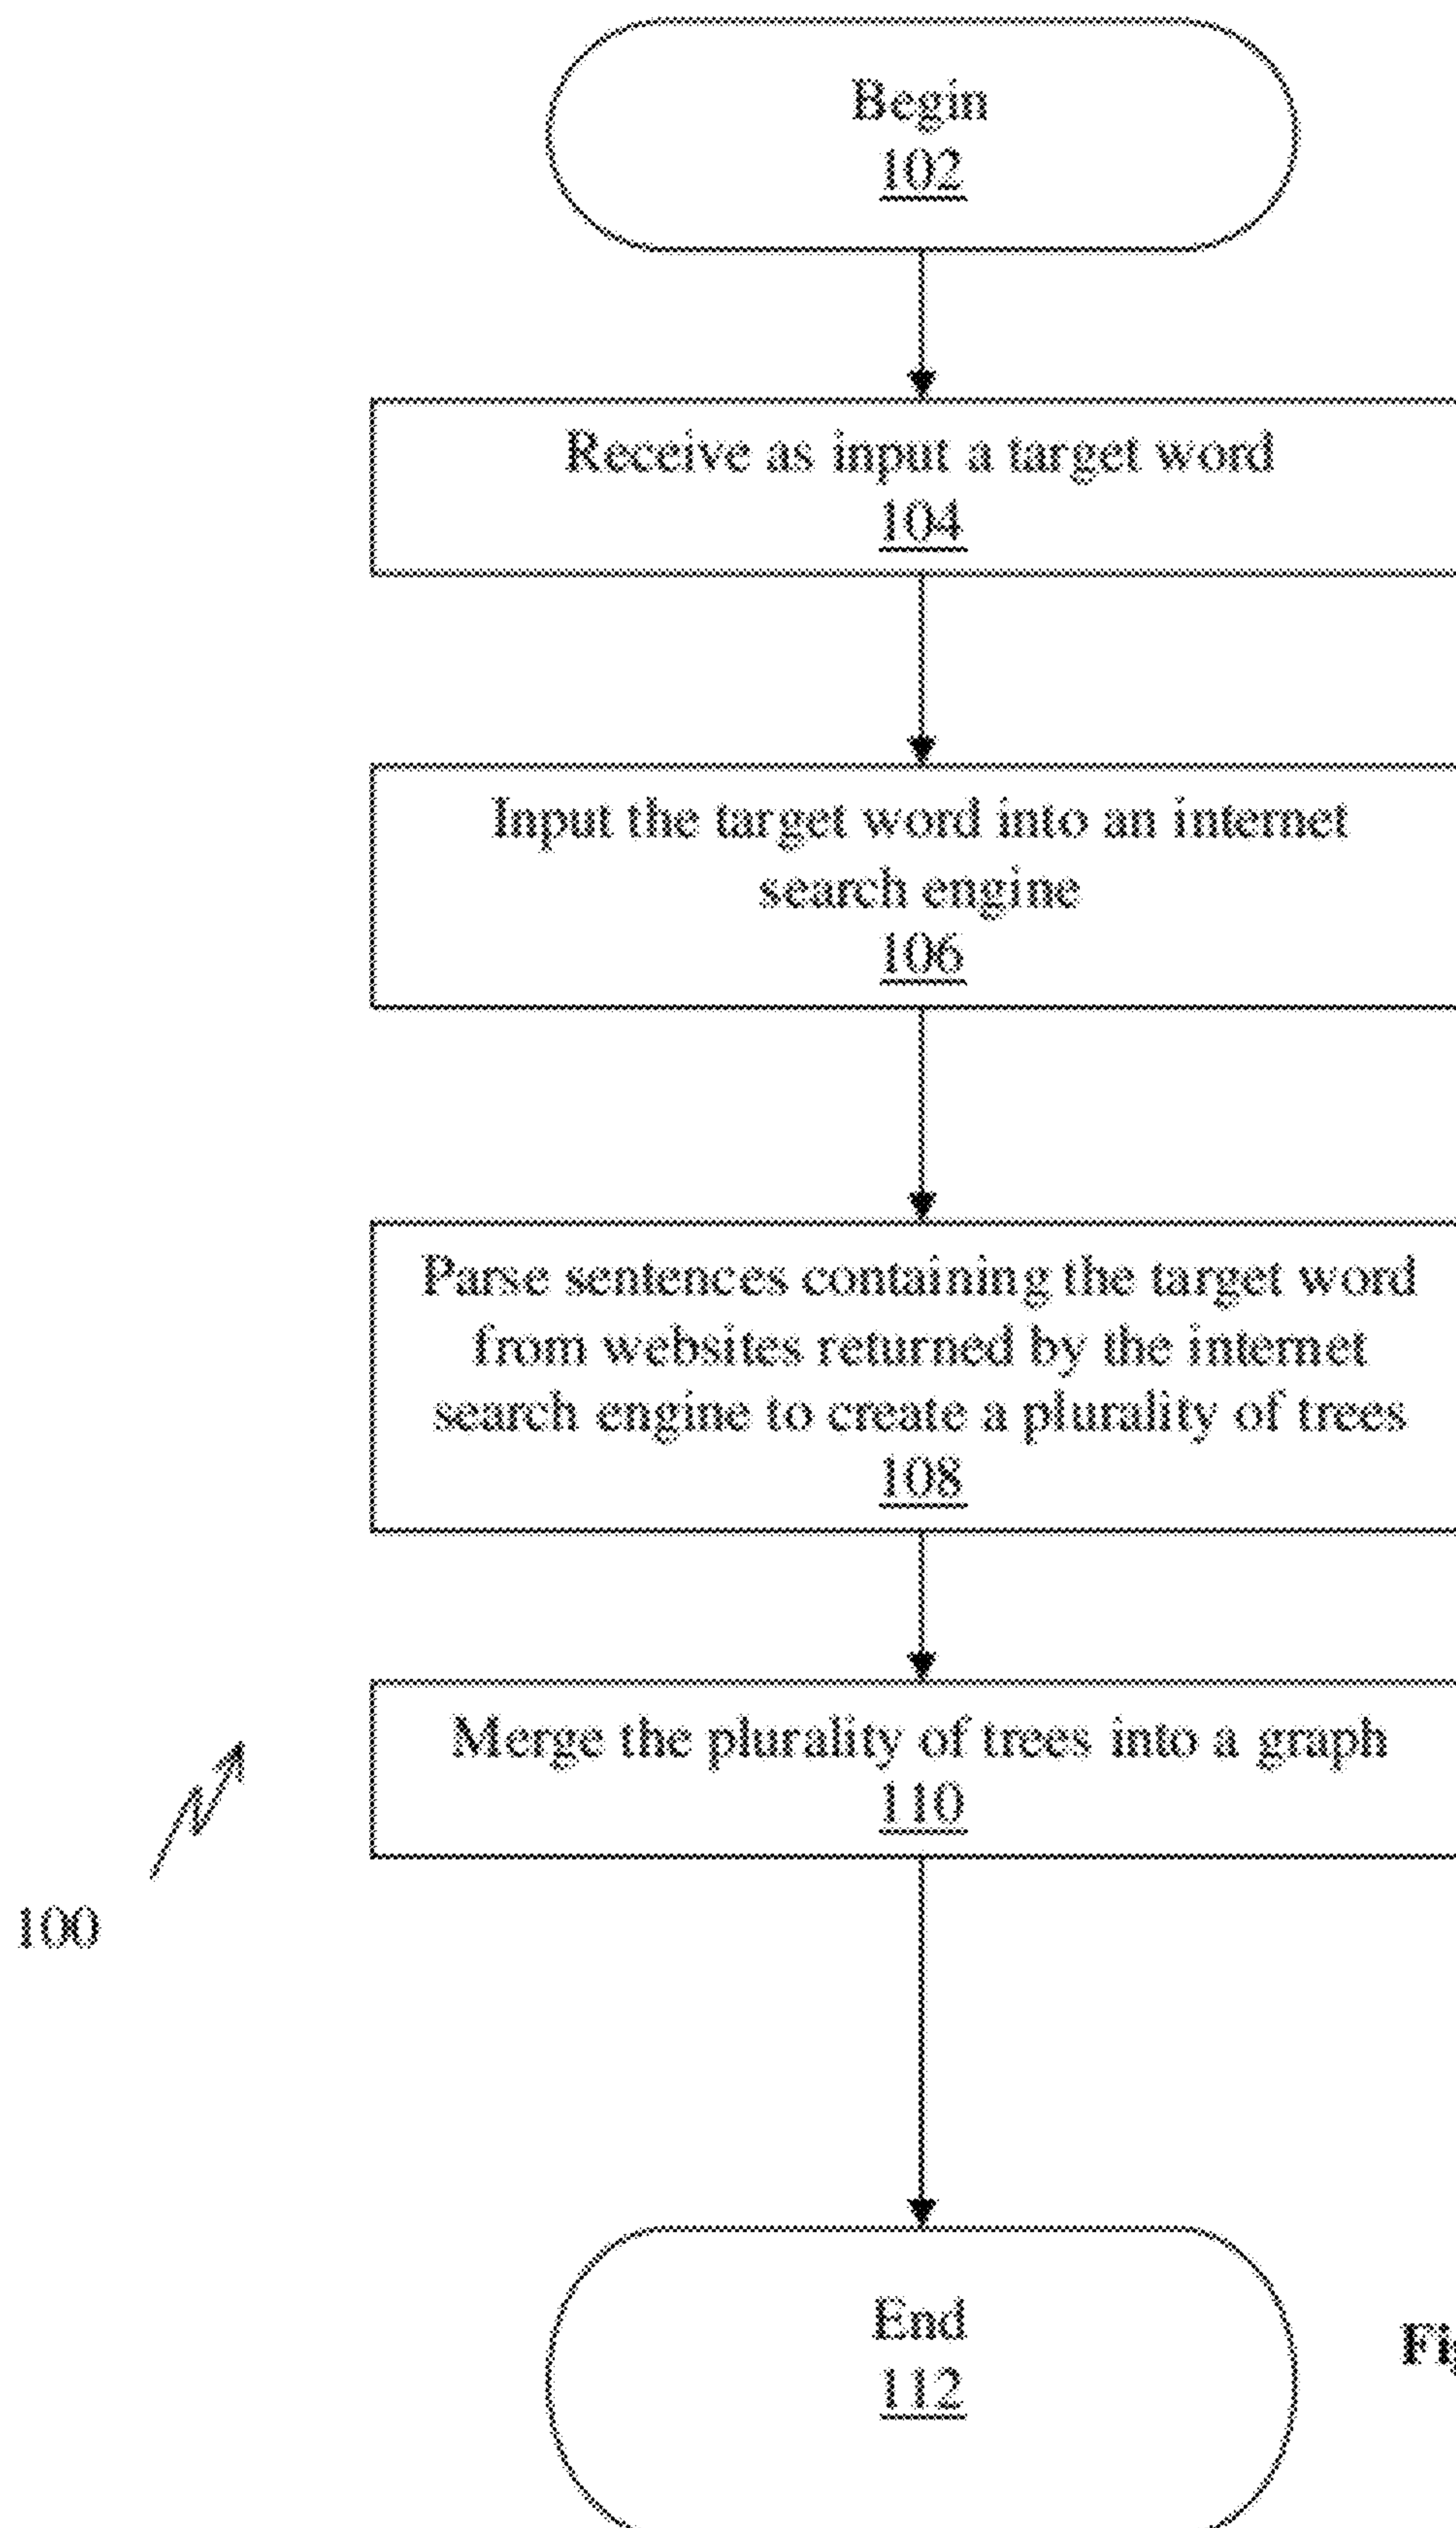 Begin
102
Receive as input a target word
104
Input the target word into an internet
search engine
106
Parse sentences containing the target word
from websites returned by the internet
search engine to create a plurality of trees
108
Merge the plurality of trees into a graph
110
100
End
112